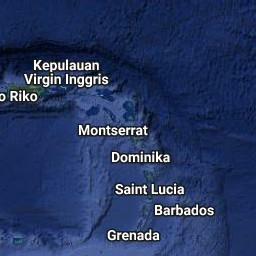 Kepulauan
Virgin Inggris
o Riko
Montserrat
Dominika
Saint Lucia
Barbados
Grenada